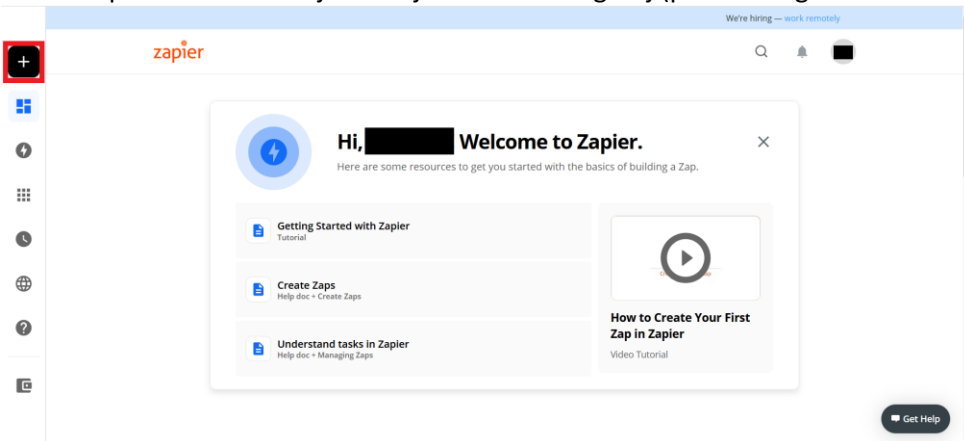 We're hiring — work remotely
zapier
Hi, Welcome to Zapier.
Here are some resources to get you started with the basics of building a Zap.
Getting Started with Zapier
Tutorial
Create Zaps
Help doc • Create Zaps
Understand tasks in Zapier
Help doc • Managing Zaps
How to Create Your First
Zap in Zapier
Video Tutorial
Get Help